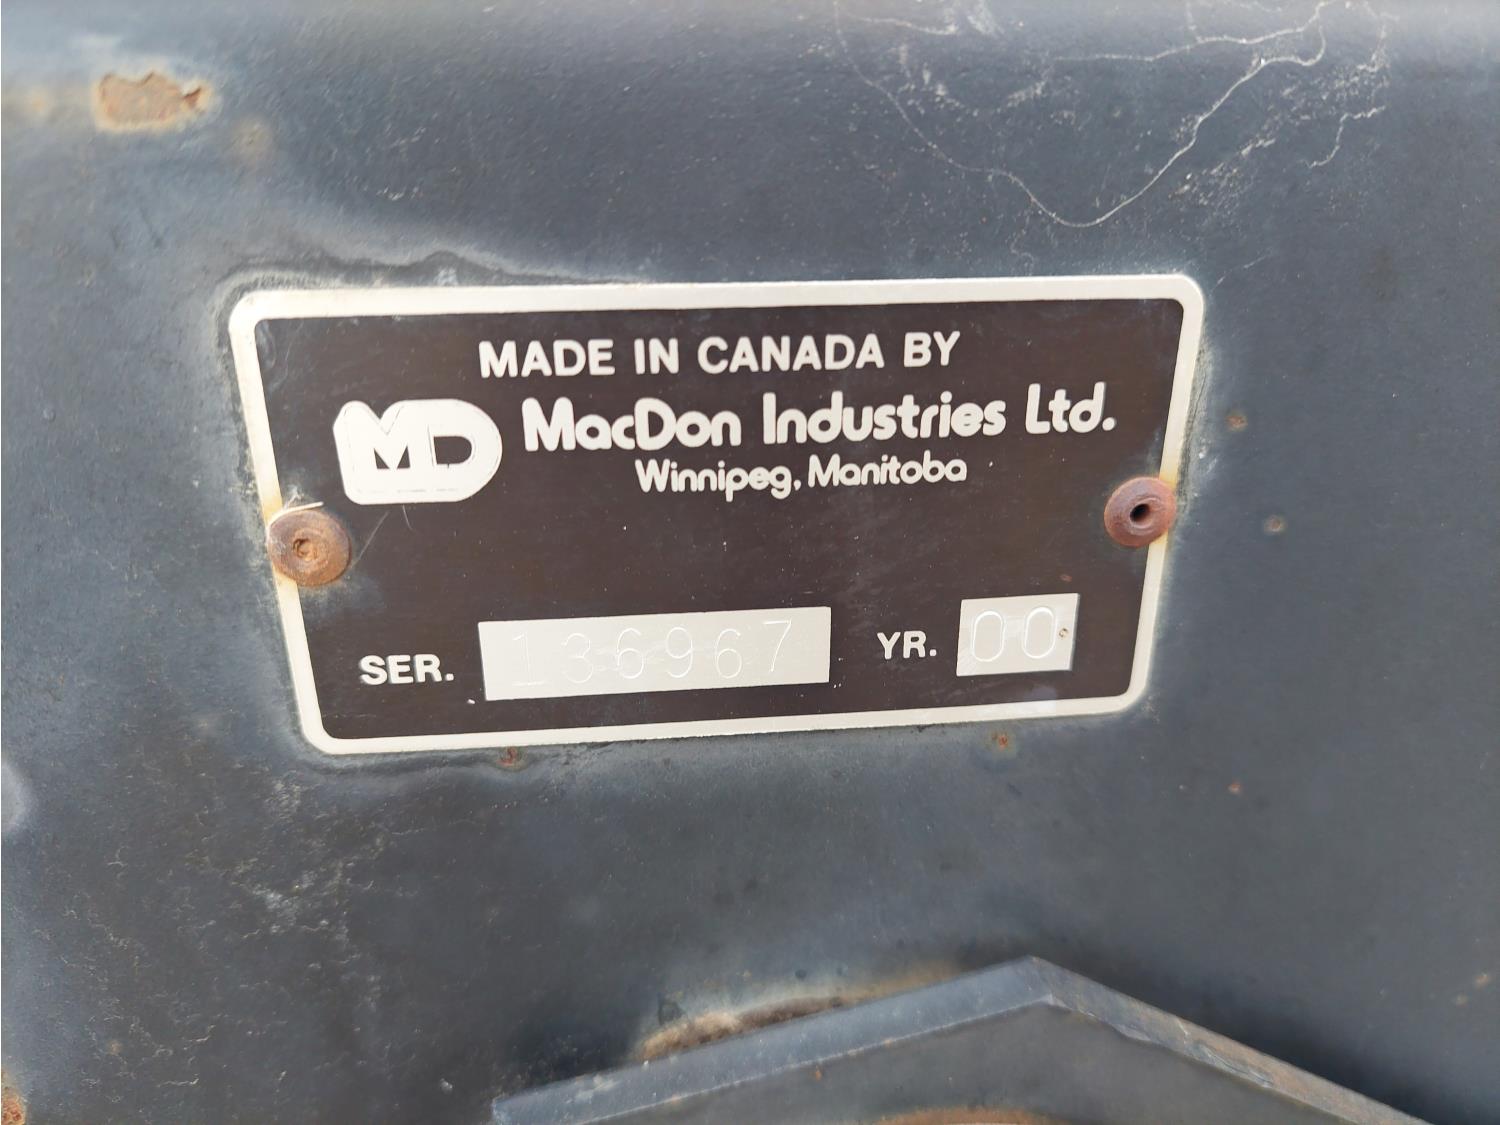 MADE IN CANADA BY
MD MacDon Industries Ltd.
Winnipeg, Manitoba
SER. 136967 YR. 00